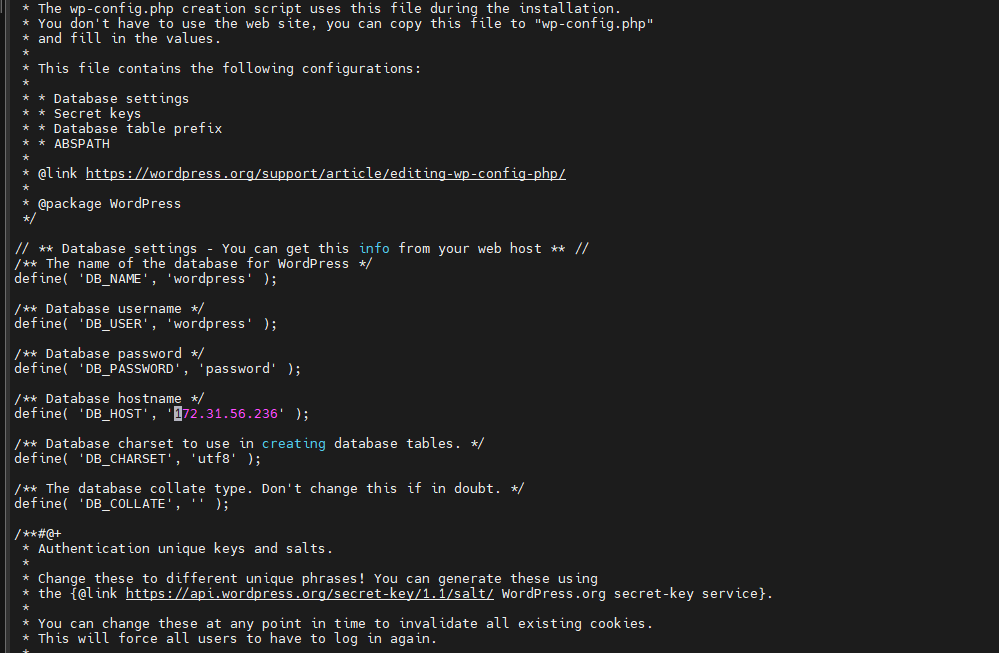 * The wp-config.php creation script uses this file during the installation.
* You don't have to use the web site, you can copy this file to "wp-config.php"
* and fill in the values.
*
* This file contains the following configurations:
*
* * Database settings
* * Secret keys
* * Database table prefix
* * ABSPATH
*
* @link https://wordpress.org/support/article/editing-wp-config-php/
*
* @package WordPress
*/
// ** Database settings - You can get this info from your web host ** //
/** The name of the database for WordPress */
define( 'DB_NAME', 'wordpress' );
/** Database username */
define( 'DB_USER', 'wordpress' );
/** Database password */
define( 'DB_PASSWORD', 'password' );
/** Database hostname */
define( 'DB_HOST', '172.31.56.236' );
/** Database charset to use in creating database tables. */
define( 'DB_CHARSET', 'utf8' );
/** The database collate type. Don't change this if in doubt. */
define( 'DB_COLLATE', '' );
/**#@+
* Authentication unique keys and salts.
*
* Change these to different unique phrases! You can generate these using
* the {@link https://api.wordpress.org/secret-key/1.1/salt/ WordPress.org secret-key service}.
*
* You can change these at any point in time to invalidate all existing cookies.
* This will force all users to have to log in again.
*